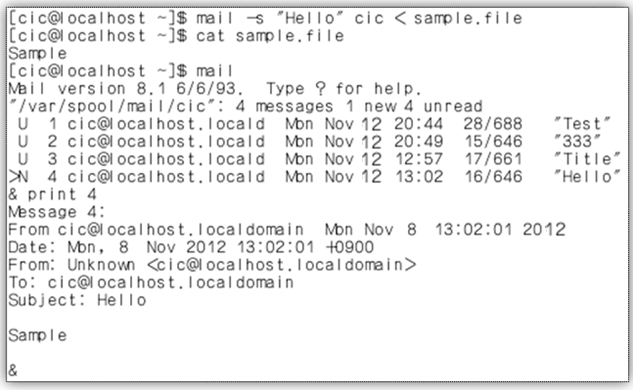 [cic@localhost ~]$ mail -s "Hello" cic < sample.file
[cic@localhost ~]$ cat sample.file
Sample
[cic@localhost ~]$ mail
Mail version 8.1 6/6/93.  Type ? for help.
"/var/spool/mail/cic": 4 messages 1 new 4 unread
 U  1 cic@localhost.locald  Mon Nov 12 20:44  28/688   "Test"
 U  2 cic@localhost.locald  Mon Nov 12 20:49  15/646   "333"
 U  3 cic@localhost.locald  Mon Nov 12 12:57  17/661   "Title"
>N  4 cic@localhost.locald  Mon Nov 12 13:02  16/646   "Hello"
& print 4
Message 4:
From cic@localhost.localdomain  Mon Nov 8  13:02:01 2012
Date: Mon, 8  Nov 2012 13:02:01 +0900
From: Unknown <cic@localhost.localdomain>
To: cic@localhost.localdomain
Subject: Hello

Sample

&